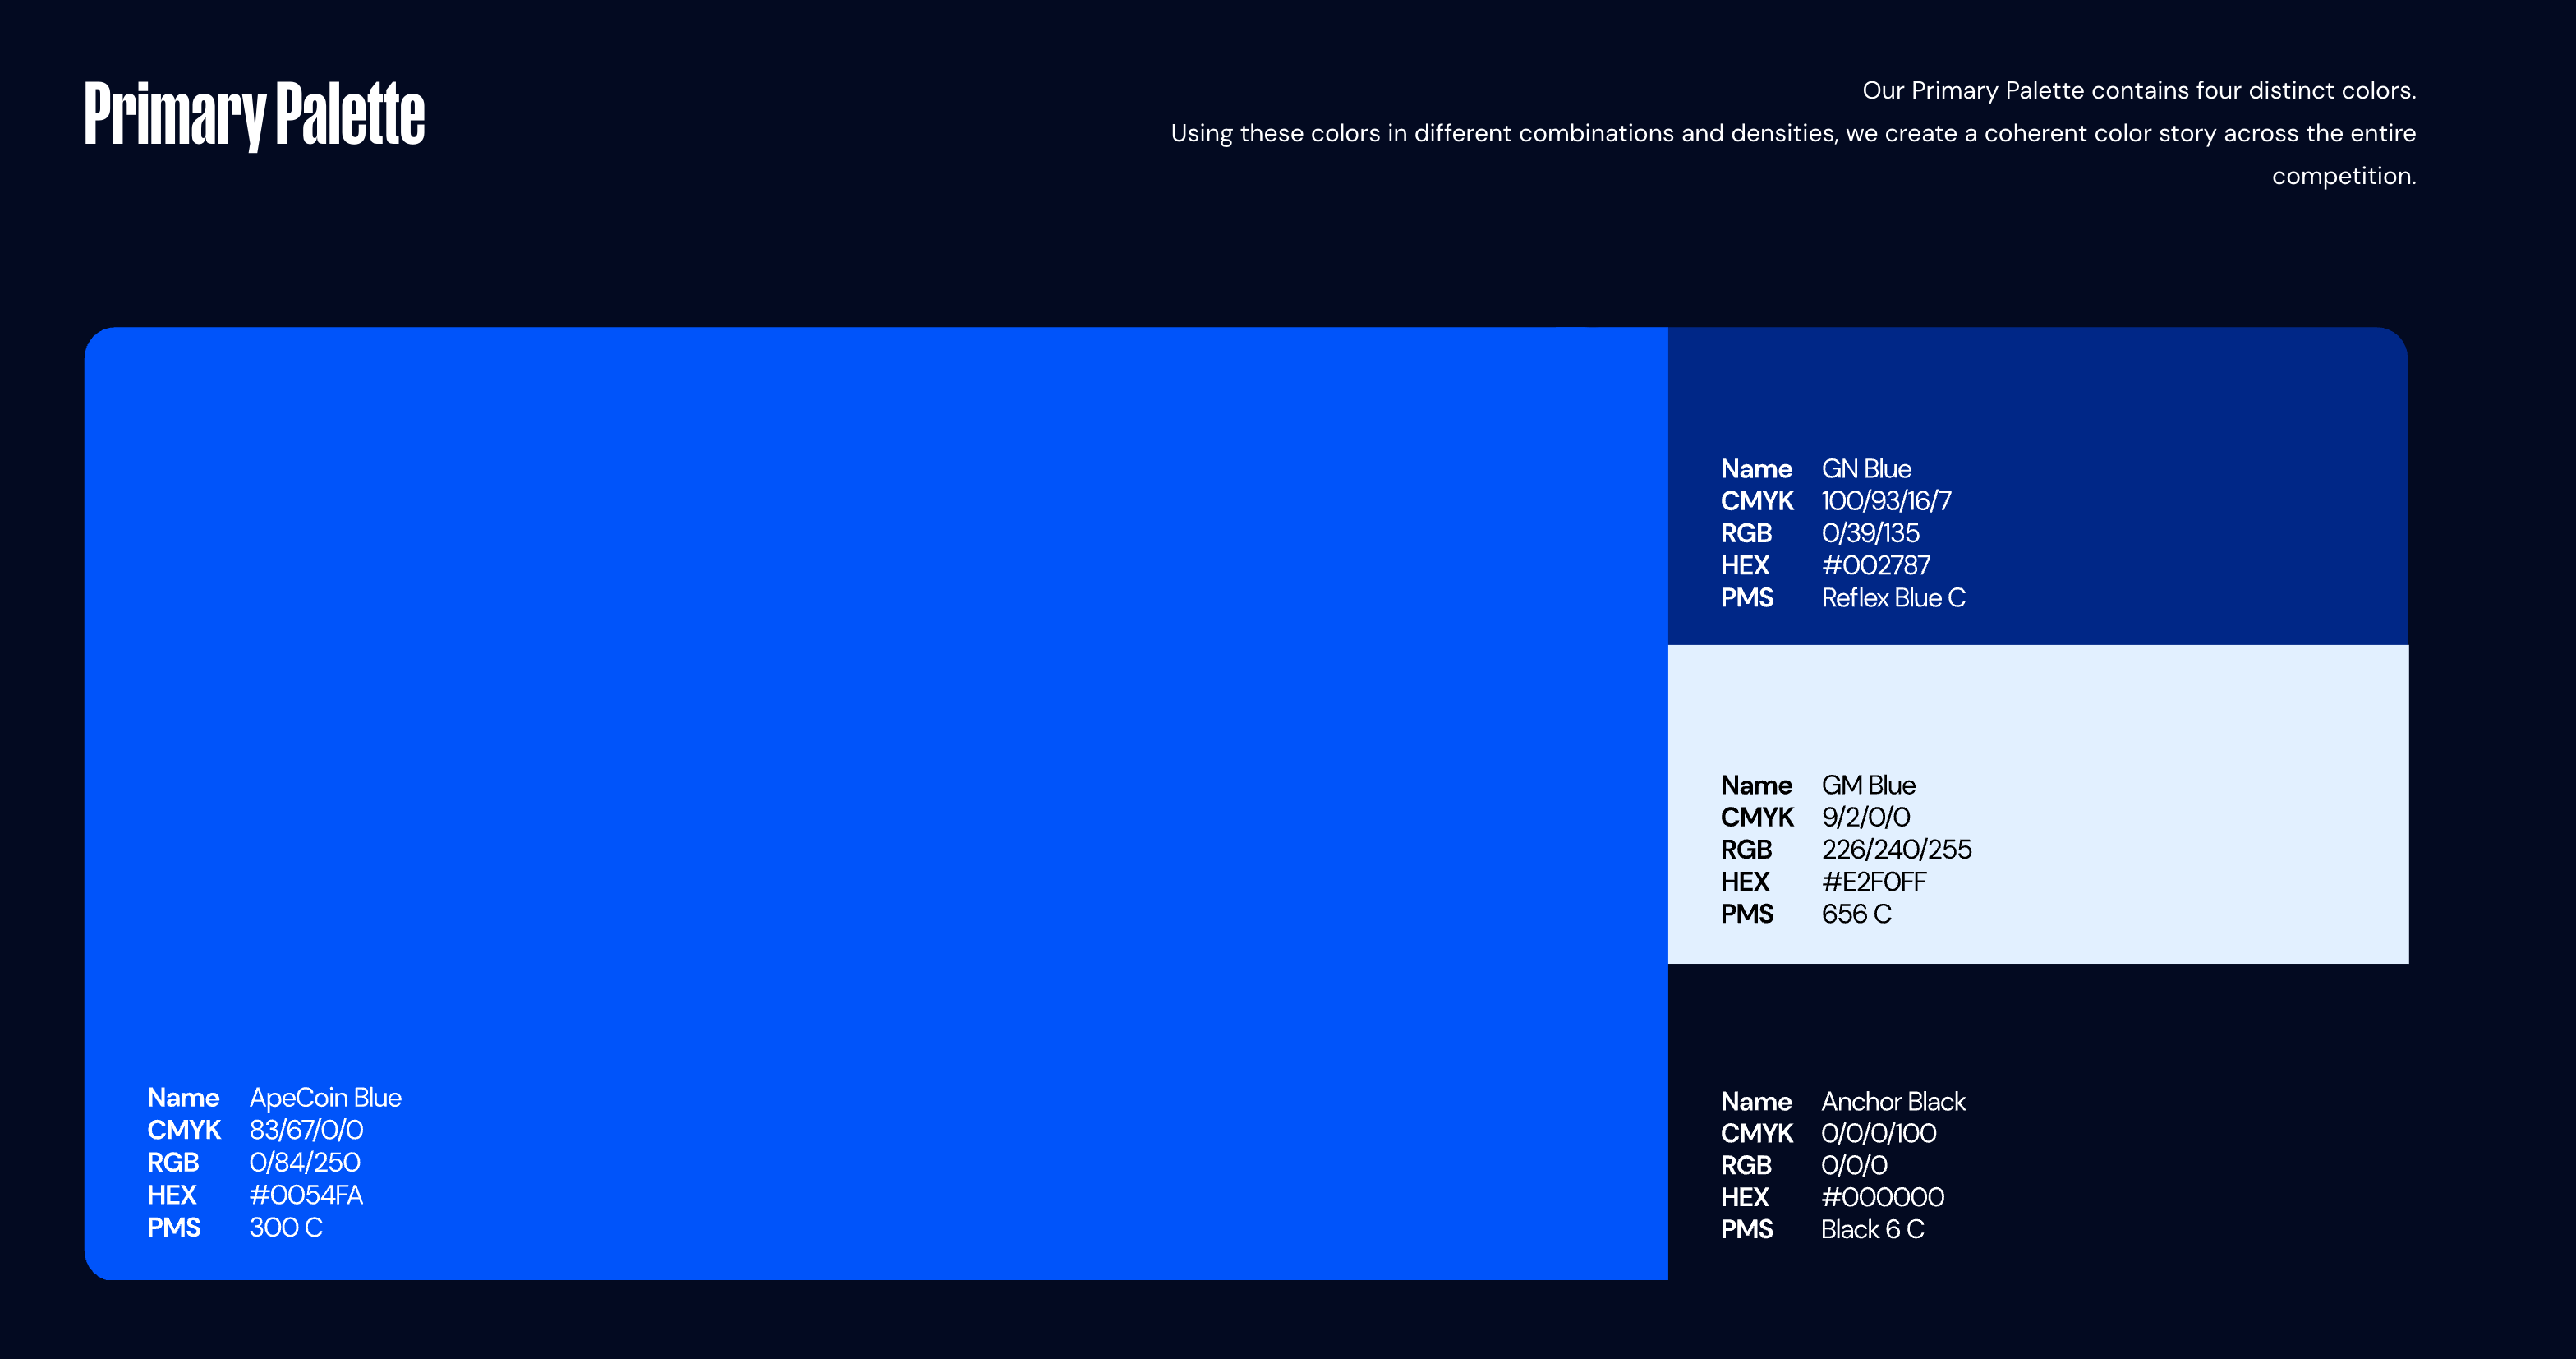 Primary Palette
Our Primary Palette contains four distinct colors.
Using these colors in different combinations and densities, we create a coherent color story across the entire
competition.
Name ApeCoin Blue
CMYK 83/67/0/0
RGB 0/84/250
HEX #0054FA
PMS 300 C
Name GN Blue
CMYK 100/93/16/7
RGB 0/39/135
HEX #002787
PMS Reflex Blue C
Name GM Blue
CMYK 9/2/0/0
RGB 226/240/255
HEX #E2F0FF
PMS 656 C
Name Anchor Black
CMYK 0/0/0/100
RGB 0/0/0
HEX #000000
PMS Black 6 C